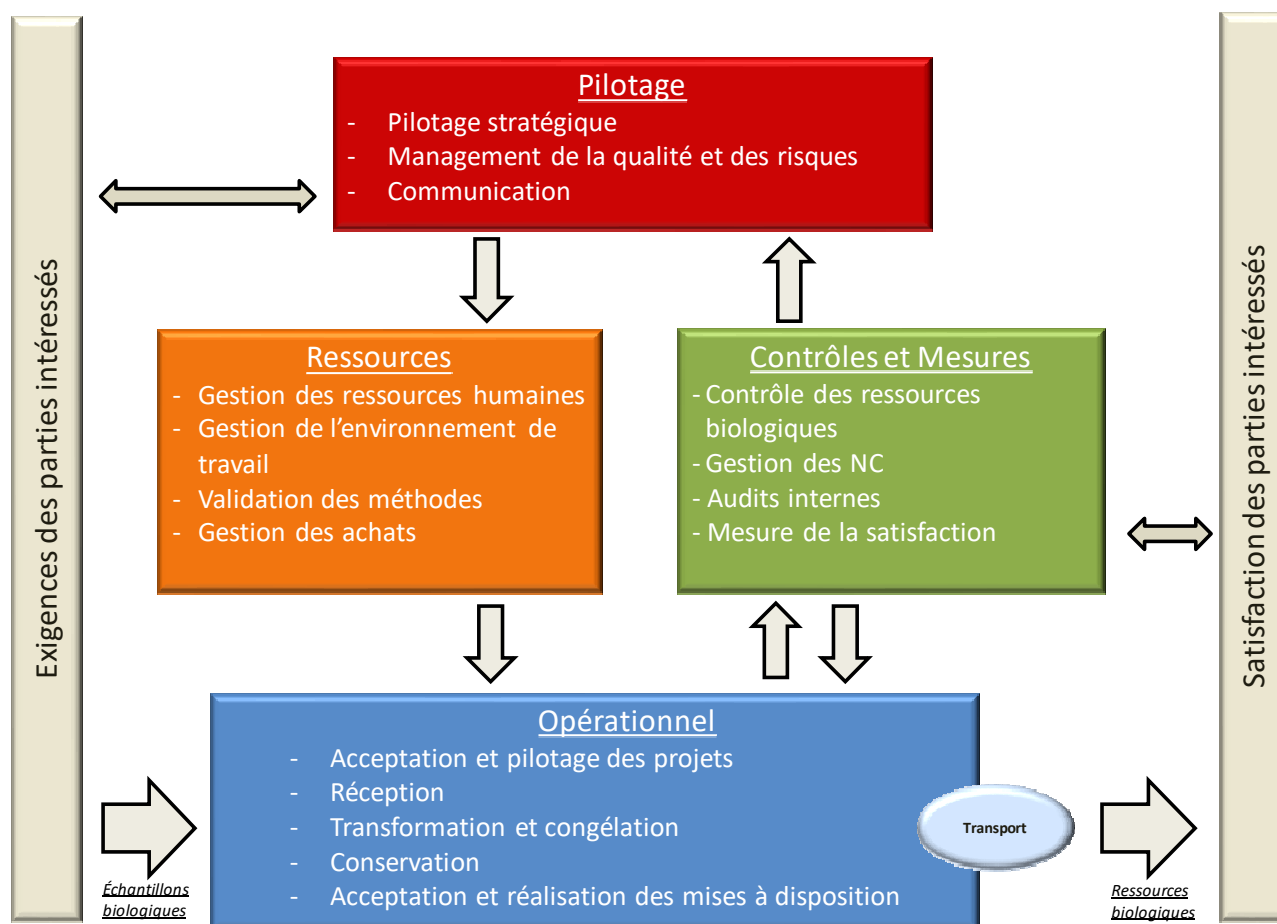 Exigences des parties intéressés
Pilotage
- Pilotage stratégique
- Management de la qualité et des risques
- Communication
Ressources
- Gestion des ressources humaines
- Gestion de l’environnement de
travail
- Validation des méthodes
- Gestion des achats
Contrôles et Mesures
- Contrôle des ressources
biologiques
- Gestion des NC
- Audits internes
- Mesure de la satisfaction
Opérationnel
- Acceptation et pilotage des projets
- Réception
- Transformation et congélation
- Conservation
- Acceptation et réalisation des mises à disposition
Transport
Échantillons
biologiques
Ressources
biologiques
Satisfaction des parties intéressés